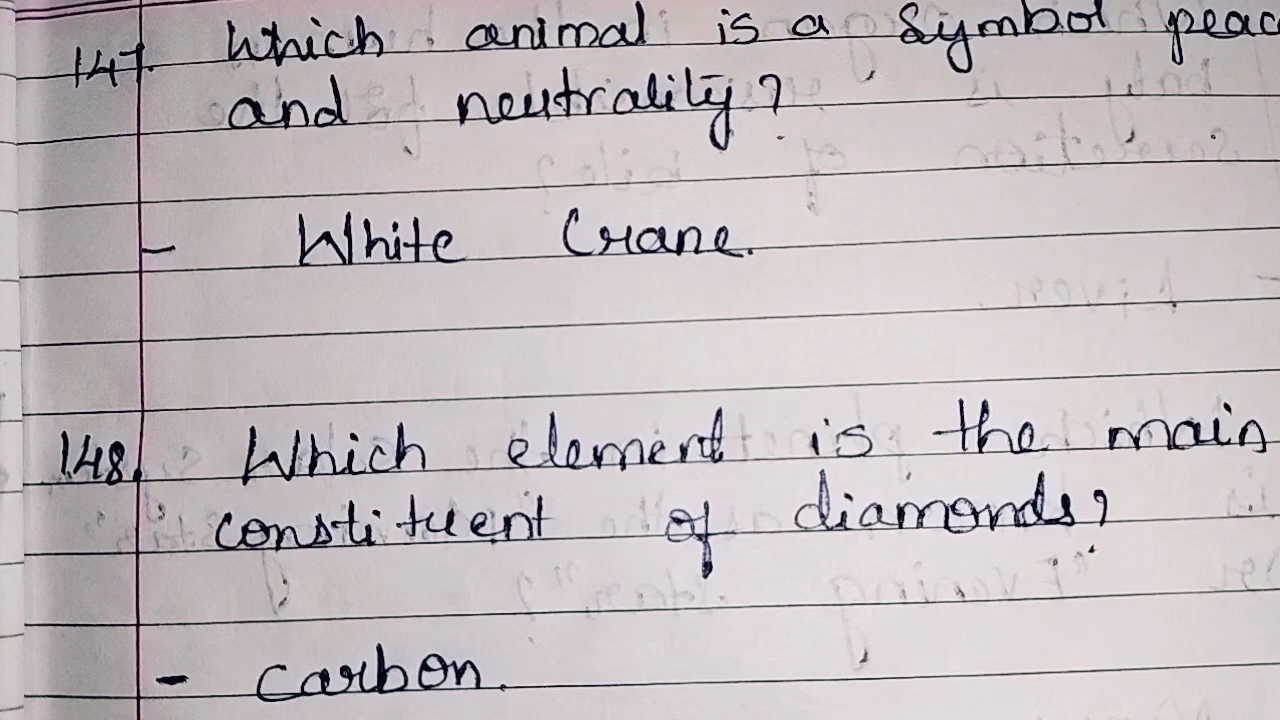 147. Which animal is a symbol peac
and neutrality?
- White Crane.
148. Which element is the main
constituent of diamonds?
- carbon.